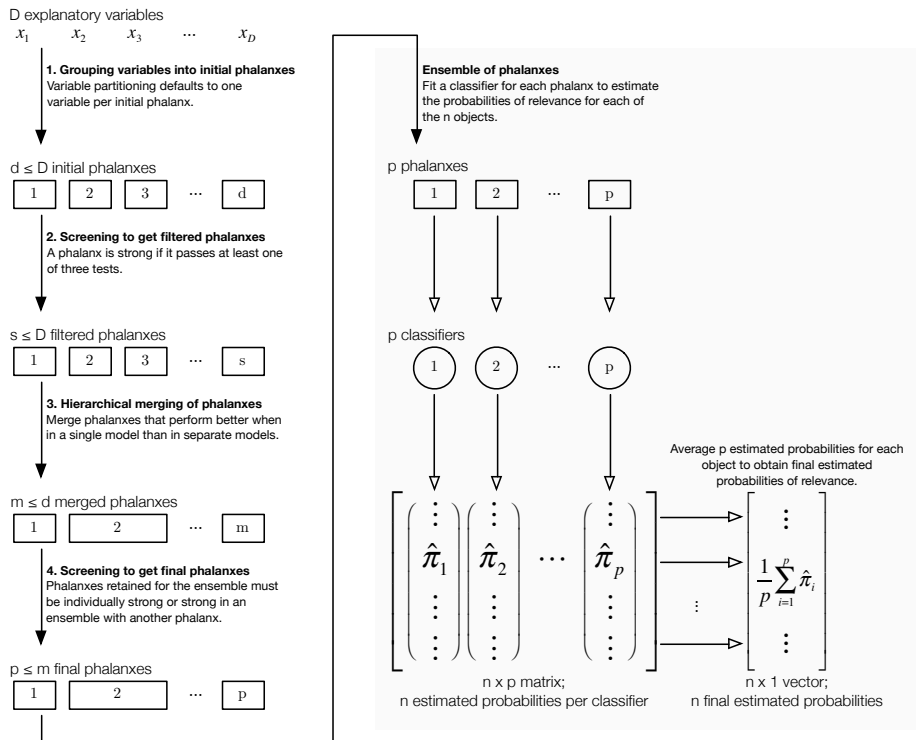 D explanatory variables
x1 x2 x3 ... xD
1. Grouping variables into initial phalanxes
Variable partitioning defaults to one
variable per initial phalanx.
d ≤ D initial phalanxes
1 2 3 ... d
2. Screening to get filtered phalanxes
A phalanx is strong if it passes at least one
of three tests.
s ≤ D filtered phalanxes
1 2 3 ... s
3. Hierarchical merging of phalanxes
Merge phalanxes that perform better when
in a single model than in separate models.
m ≤ d merged phalanxes
1 2 ... m
4. Screening to get final phalanxes
Phalanxes retained for the ensemble must
be individually strong or strong in an
ensemble with another phalanx.
p ≤ m final phalanxes
1 2 ... p
Ensemble of phalanxes
Fit a classifier for each phalanx to estimate
the probabilities of relevance for each of
the n objects.
p phalanxes
1 2 ... p
p classifiers
1 2 ... p
π̂1 π̂2 ... π̂p
n x p matrix;
n estimated probabilities per classifier
Average p estimated probabilities for each
object to obtain final estimated
probabilities of relevance.
1/p ∑_{i=1}^{p} π̂i
n x 1 vector;
n final estimated probabilities